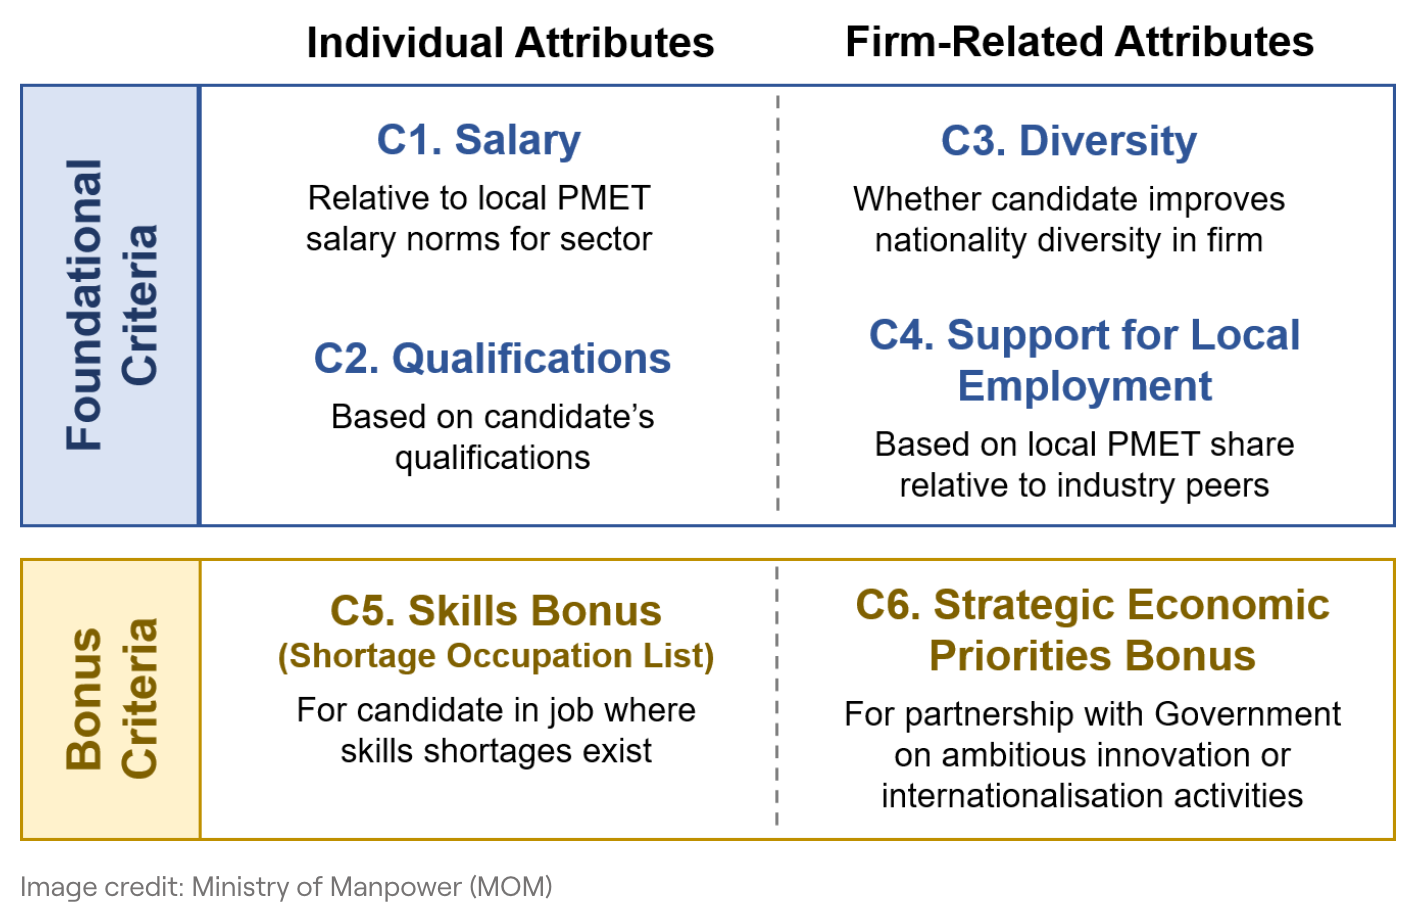 Individual Attributes
Firm-Related Attributes
Foundational
Criteria
C1. Salary
Relative to local PMET
salary norms for sector
C2. Qualifications
Based on candidate’s
qualifications
C3. Diversity
Whether candidate improves
nationality diversity in firm
C4. Support for Local
Employment
Based on local PMET share
relative to industry peers
Bonus
Criteria
C5. Skills Bonus
(Shortage Occupation List)
For candidate in job where
skills shortages exist
C6. Strategic Economic
Priorities Bonus
For partnership with Government
on ambitious innovation or
internationalisation activities
Image credit: Ministry of Manpower (MOM)